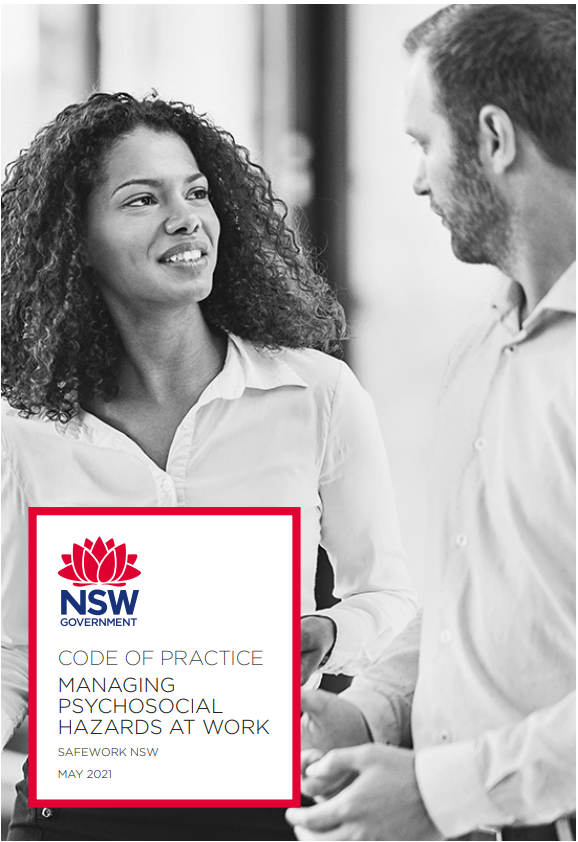 NSW
GOVERNMENT
CODE OF PRACTICE
MANAGING
PSYCHOSOCIAL
HAZARDS AT WORK
SAFEWORK NSW
MAY 2021